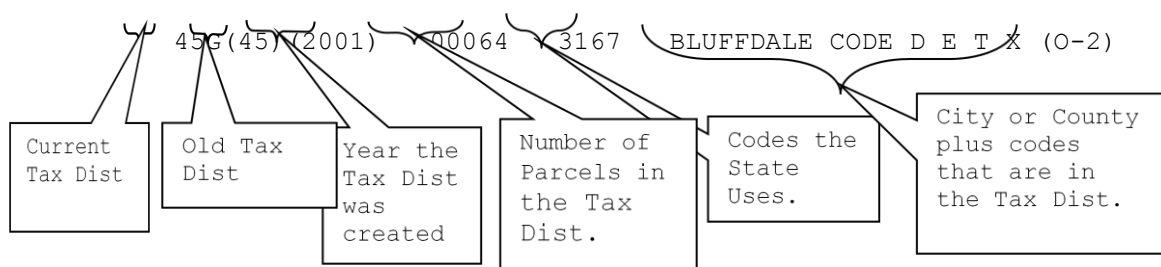 45G(45)(2001) 00064 3167 BLUFFDALE CODE D E T X (O-2)
Current
Tax Dist
Old Tax
Dist
Year the
Tax Dist
was
created
Number of
Parcels in
the Tax
Dist.
Codes the
State
Uses.
City or County
plus codes
that are in
the Tax Dist.